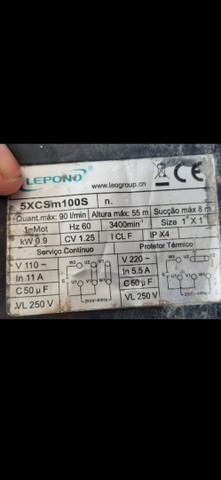 LEPONO
www.leogroup.cn
5XCSm100S n.
Quant.máx: 90 l/min Altura máx: 55 m Sucção máx 8 m
1~Mot Hz 60 3400min⁻¹ Size 1" X 1"
kW 0.9 CV 1.25 I CL F IP X4
Serviço Contínuo Protetor Térmico
V 110 ~ V 220 ~
In 11 A In 5.5 A
C 50 µ F C 50 µ F
VL 250 V VL 250 V